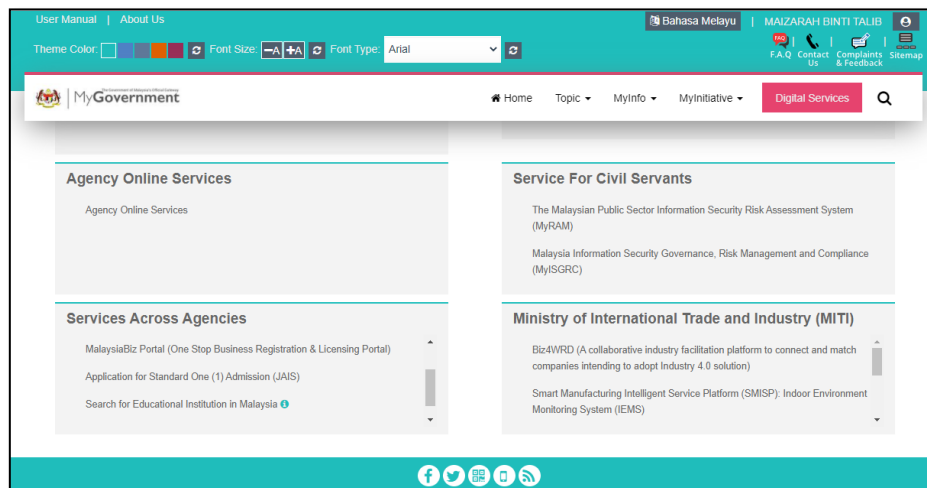 User Manual | About Us
Bahasa Melayu | MAIZARAH BINTI TALIB
Theme Color: Font Size: -A +A Font Type: Arial
FAQ
F.A.Q Contact Us Complaints & Feedback Sitemap
MyGovernment
Home Topic MyInfo MyInitiative Digital Services
Agency Online Services
Agency Online Services
Service For Civil Servants
The Malaysian Public Sector Information Security Risk Assessment System
(MyRAM)
Malaysia Information Security Governance, Risk Management and Compliance
(MyISGRC)
Services Across Agencies
MalaysiaBiz Portal (One Stop Business Registration & Licensing Portal)
Application for Standard One (1) Admission (JAIS)
Search for Educational Institution in Malaysia
Ministry of International Trade and Industry (MITI)
Biz4WRD (A collaborative industry facilitation platform to connect and match
companies intending to adopt Industry 4.0 solution)
Smart Manufacturing Intelligent Service Platform (SMISP): Indoor Environment
Monitoring System (IEMS)